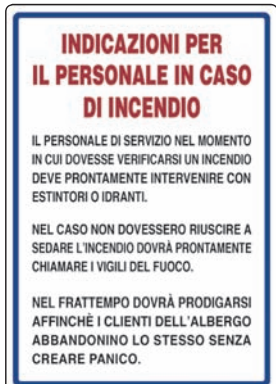 INDICAZIONI PER
IL PERSONALE IN CASO
DI INCENDIO
IL PERSONALE DI SERVIZIO NEL MOMENTO
IN CUI DOVESSE VERIFICARSI UN INCENDIO
DEVE PRONTAMENTE INTERVENIRE CON
ESTINTORI O IDRANTI.
NEL CASO NON DOVESSERO RIUSCIRE A
SEDARE L'INCENDIO DOVRÀ PRONTAMENTE
CHIAMARE I VIGILI DEL FUOCO.
NEL FRATTEMPO DOVRÀ PRODIGARSI
AFFINCHÈ I CLIENTI DELL'ALBERGO
ABBANDONINO LO STESSO SENZA
CREARE PANICO.